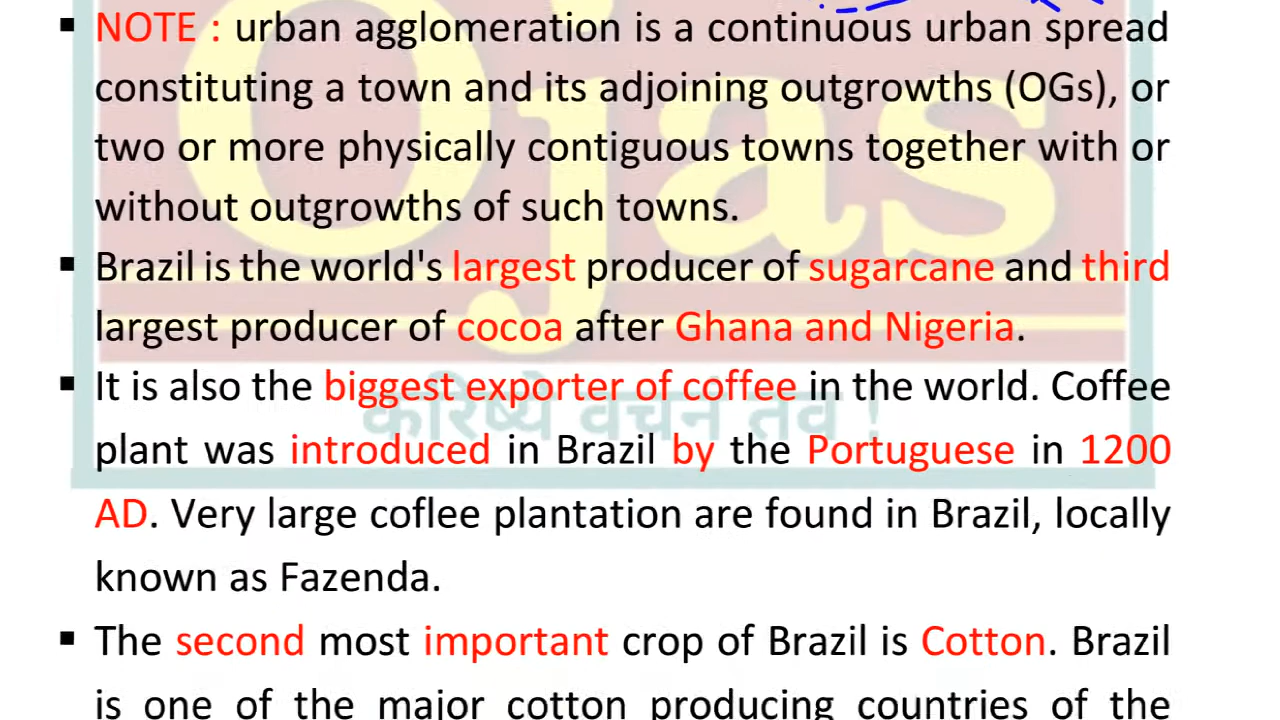 ▪ NOTE : urban agglomeration is a continuous urban spread
constituting a town and its adjoining outgrowths (OGs), or
two or more physically contiguous towns together with or
without outgrowths of such towns.
▪ Brazil is the world's largest producer of sugarcane and third
largest producer of cocoa after Ghana and Nigeria.
▪ It is also the biggest exporter of coffee in the world. Coffee
plant was introduced in Brazil by the Portuguese in 1200
AD. Very large coflee plantation are found in Brazil, locally
known as Fazenda.
▪ The second most important crop of Brazil is Cotton. Brazil
is one of the major cotton producing countries of the
Ojas
करिष्ये वचनं तव !